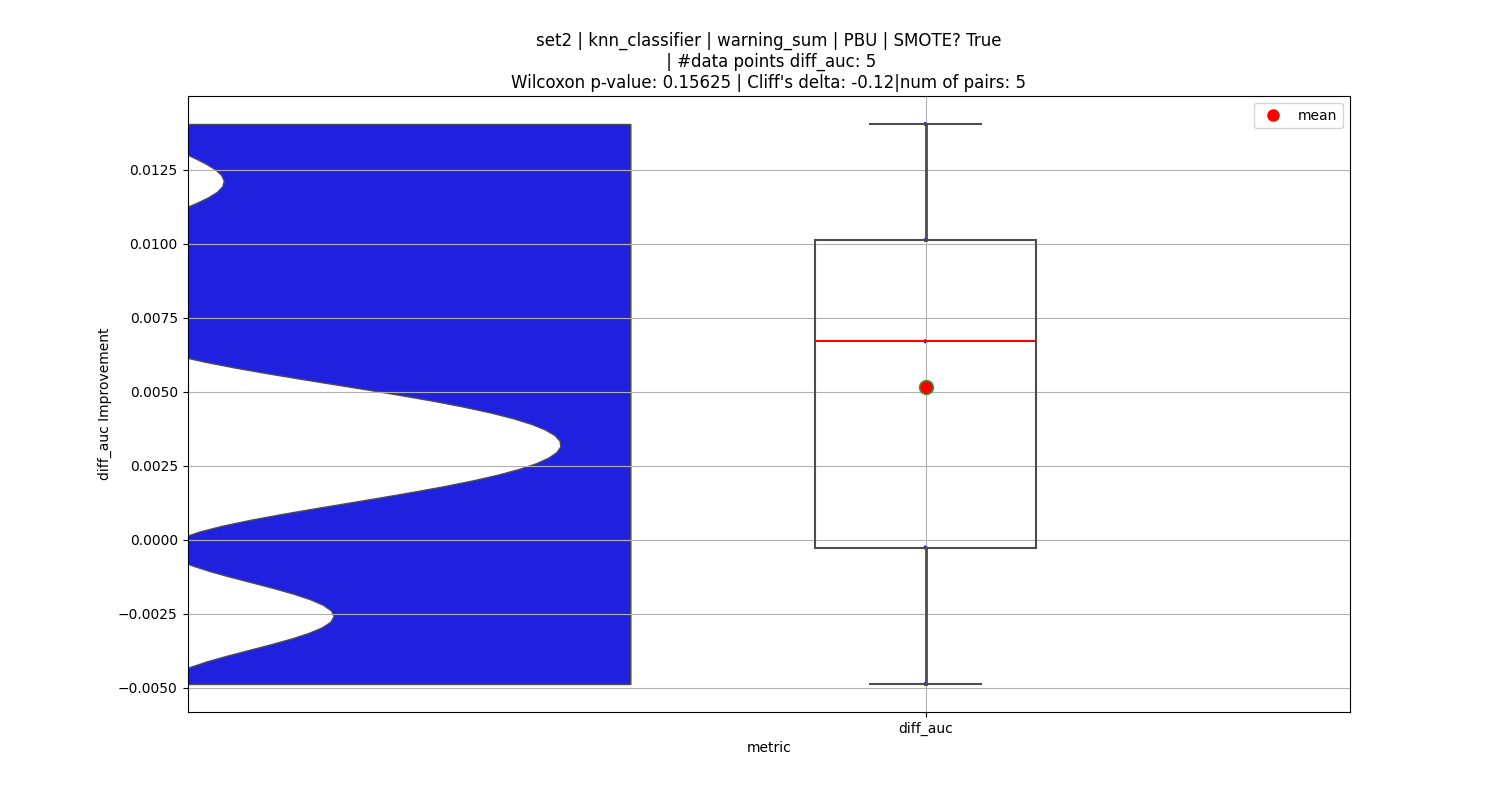 set2 | knn_classifier | warning_sum | PBU | SMOTE? True
| #data points diff_auc: 5
Wilcoxon p-value: 0.15625 | Cliff's delta: -0.12|num of pairs: 5
mean
0.0125
0.0100
0.0075
0.0050
0.0025
0.0000
−0.0025
−0.0050
diff_auc Improvement
diff_auc
metric